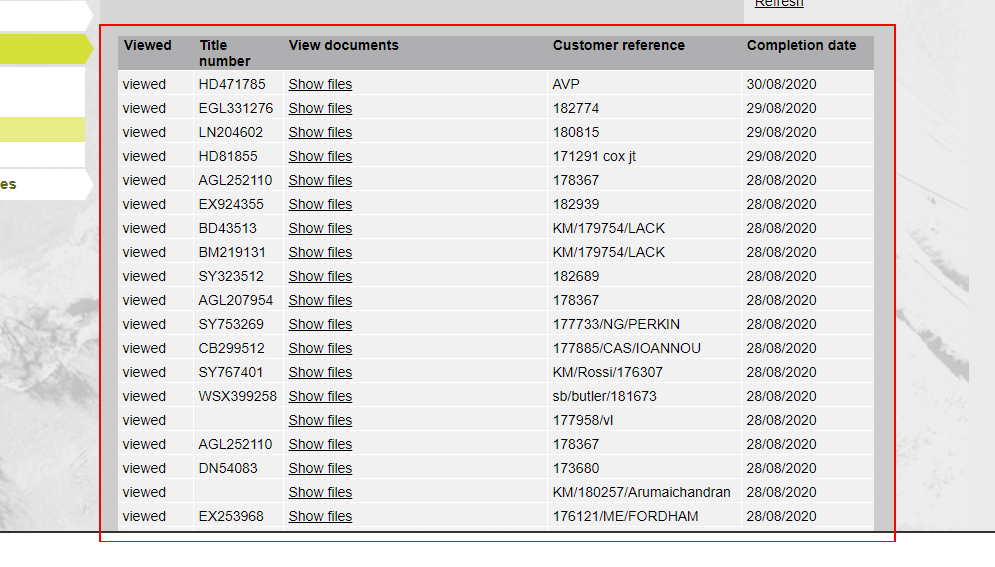 Refresh
Viewed Title number View documents Customer reference Completion date
viewed HD471785 Show files AVP 30/08/2020
viewed EGL331276 Show files 182774 29/08/2020
viewed LN204602 Show files 180815 29/08/2020
viewed HD81855 Show files 171291 cox jt 29/08/2020
viewed AGL252110 Show files 178367 28/08/2020
es
viewed EX924355 Show files 182939 28/08/2020
viewed BD43513 Show files KM/179754/LACK 28/08/2020
viewed BM219131 Show files KM/179754/LACK 28/08/2020
viewed SY323512 Show files 182689 28/08/2020
viewed AGL207954 Show files 178367 28/08/2020
viewed SY753269 Show files 177733/NG/PERKIN 28/08/2020
viewed CB299512 Show files 177885/CAS/IOANNOU 28/08/2020
viewed SY767401 Show files KM/Rossi/176307 28/08/2020
viewed WSX399258 Show files sb/butler/181673 28/08/2020
viewed Show files 177958/vl 28/08/2020
viewed AGL252110 Show files 178367 28/08/2020
viewed DN54083 Show files 173680 28/08/2020
viewed Show files KM/180257/Arumaichandran 28/08/2020
viewed EX253968 Show files 176121/ME/FORDHAM 28/08/2020